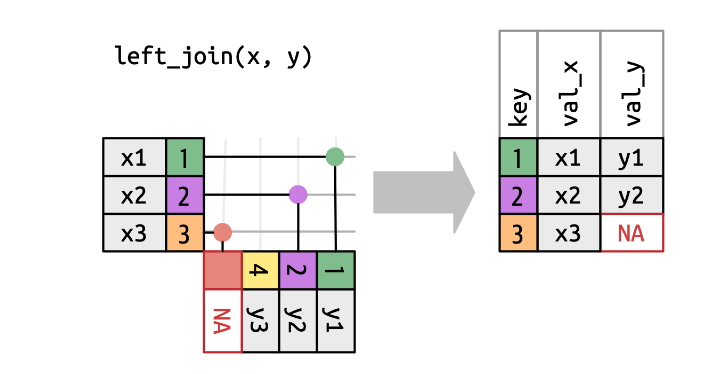 left_join(x, y)
key val_x val_y
x1 1
x2 2
x3 3
4 2 1
NA y3 y2 y1
1 x1 y1
2 x2 y2
3 x3 NA